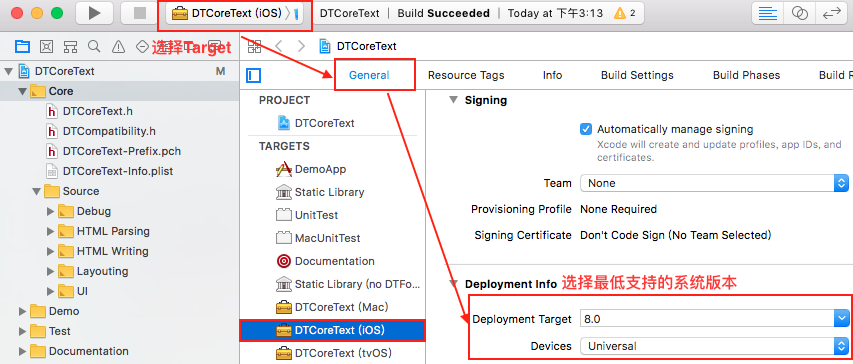 DTCoreText (iOS)
DTCoreText | Build Succeeded | Today at 下午3:13 2
选择Target
DTCoreText
DTCoreText M
Core
h DTCoreText.h
h DTCompatibility.h
h DTCoreText-Prefix.pch
DTCoreText-Info.plist
Source
Debug
HTML Parsing
HTML Writing
Layouting
UI
Demo
Test
Documentation
General Resource Tags Info Build Settings Build Phases Build R
PROJECT
DTCoreText
TARGETS
DemoApp
Static Library
UnitTest
MacUnitTest
Documentation
Static Library (no DTFo...
DTCoreText (Mac)
DTCoreText (iOS)
DTCoreText (tvOS)
Signing
Automatically manage signing
Xcode will create and update profiles, app IDs, and
certificates.
Team None
Provisioning Profile None Required
Signing Certificate Don't Code Sign (No Team Selected)
Deployment Info 选择最低支持的系统版本
Deployment Target 8.0
Devices Universal